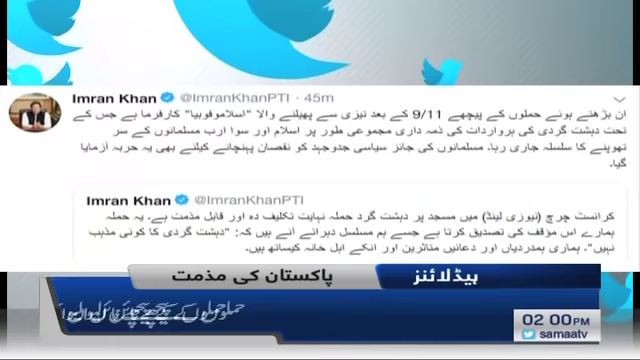 Imran Khan @ImranKhanPTI · 45m
ان بڑھتے ہوئے حملوں کے پیچھے 9/11 کے بعد تیزی سے پھیلنے والا "اسلاموفوبیا" کارفرما ہے جس کے
تحت دہشت گردی کی ہرواردات کی ذمہ داری مجموعی طور پر اسلام اور سوا ارب مسلمانوں کے سر
تھوپنے کا سلسلہ جاری رہا۔ مسلمانوں کی جائز سیاسی جدوجہد کو نقصان پہنچانے کیلئے بھی یہ حربہ آزمایا
گیا۔
Imran Khan @ImranKhanPTI
کرائسٹ چرچ (نیوزی لینڈ) میں مسجد پر دہشت گرد حملہ نہایت تکلیف دہ اور قابل مذمت ہے۔ یہ حملہ
ہمارے اس مؤقف کی تصدیق کرتا ہے جسے ہم مسلسل دہراتے آئے ہیں کہ: "دہشت گردی کا کوئی مذہب
نہیں"۔ ہماری ہمدردیاں اور دعائیں متاثرین اور انکے اہل خانہ کیساتھ ہیں۔
ہیڈلائنز
پاکستان کی مذمت
02:00PM
samaatv